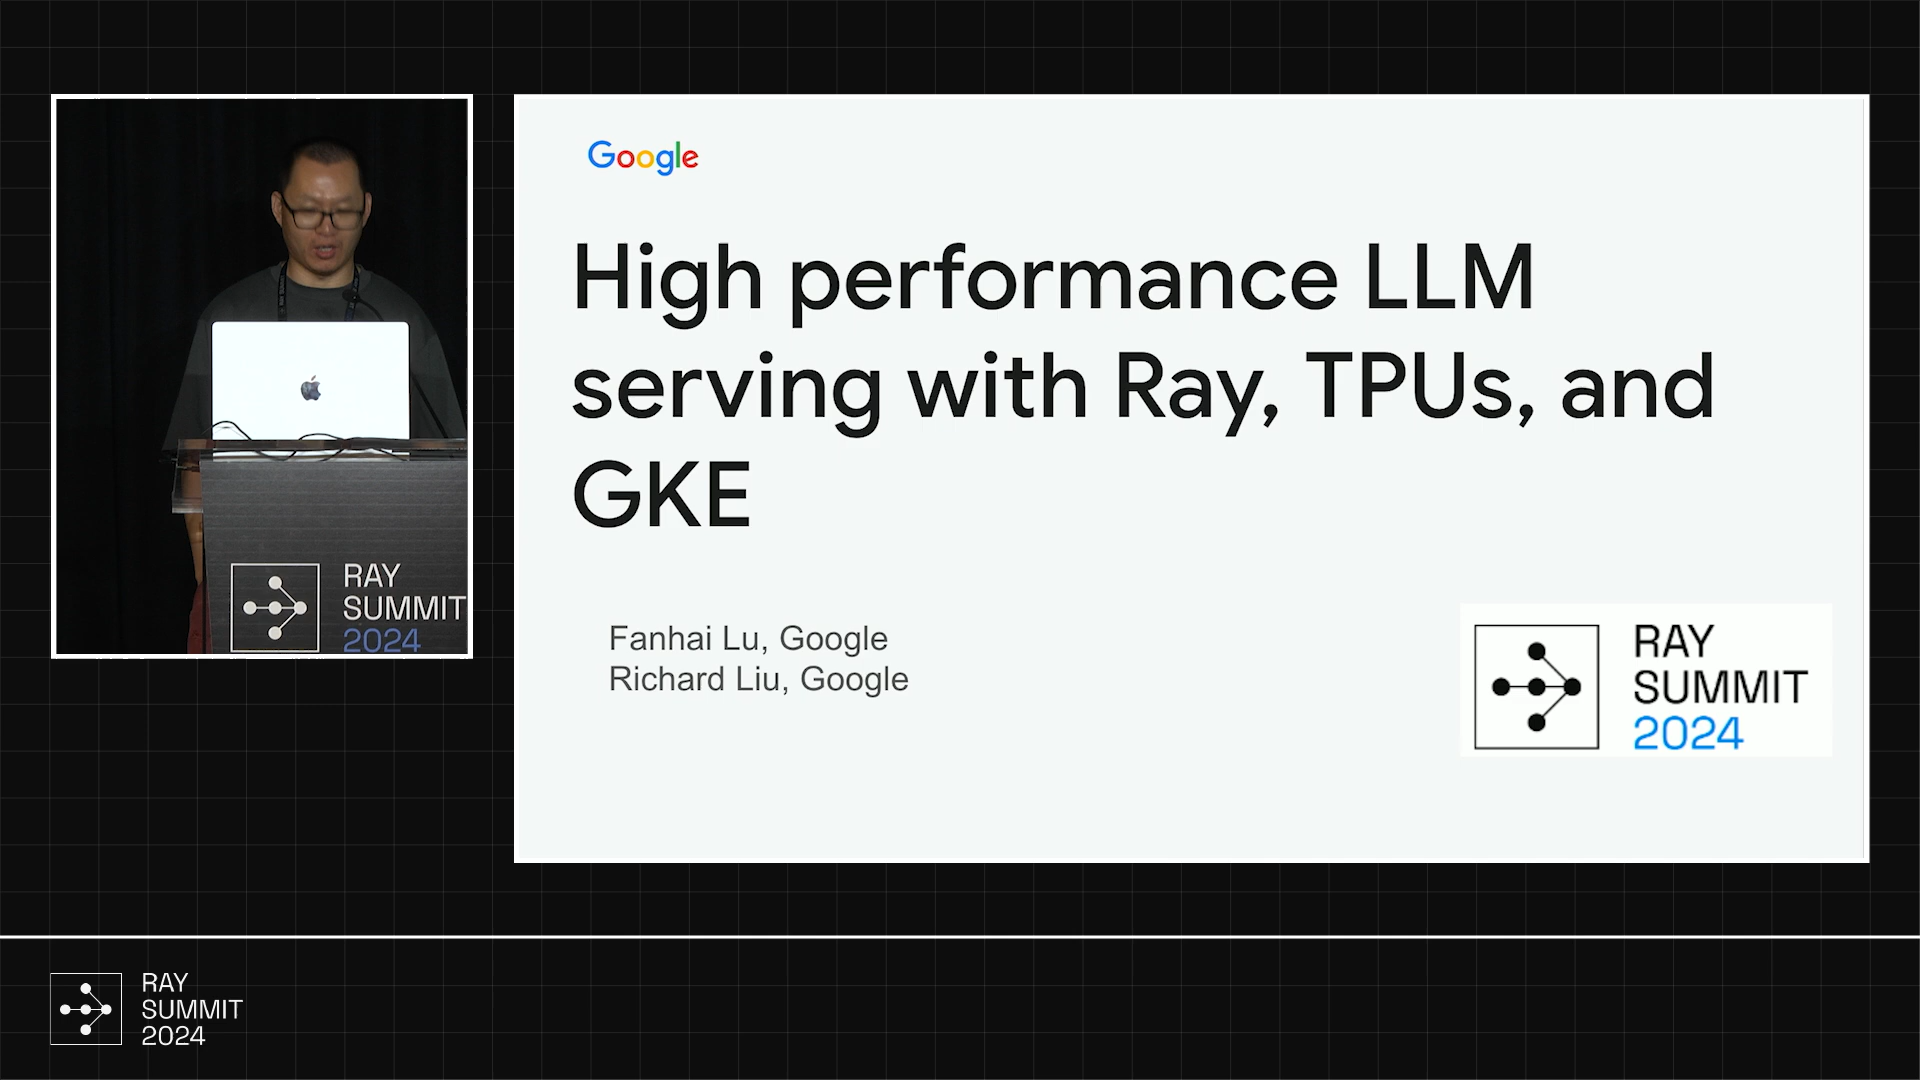 RAY
SUMMIT
2024
Google
High performance LLM
serving with Ray, TPUs, and
GKE
Fanhai Lu, Google
Richard Liu, Google
RAY
SUMMIT
2024
RAY
SUMMIT
2024